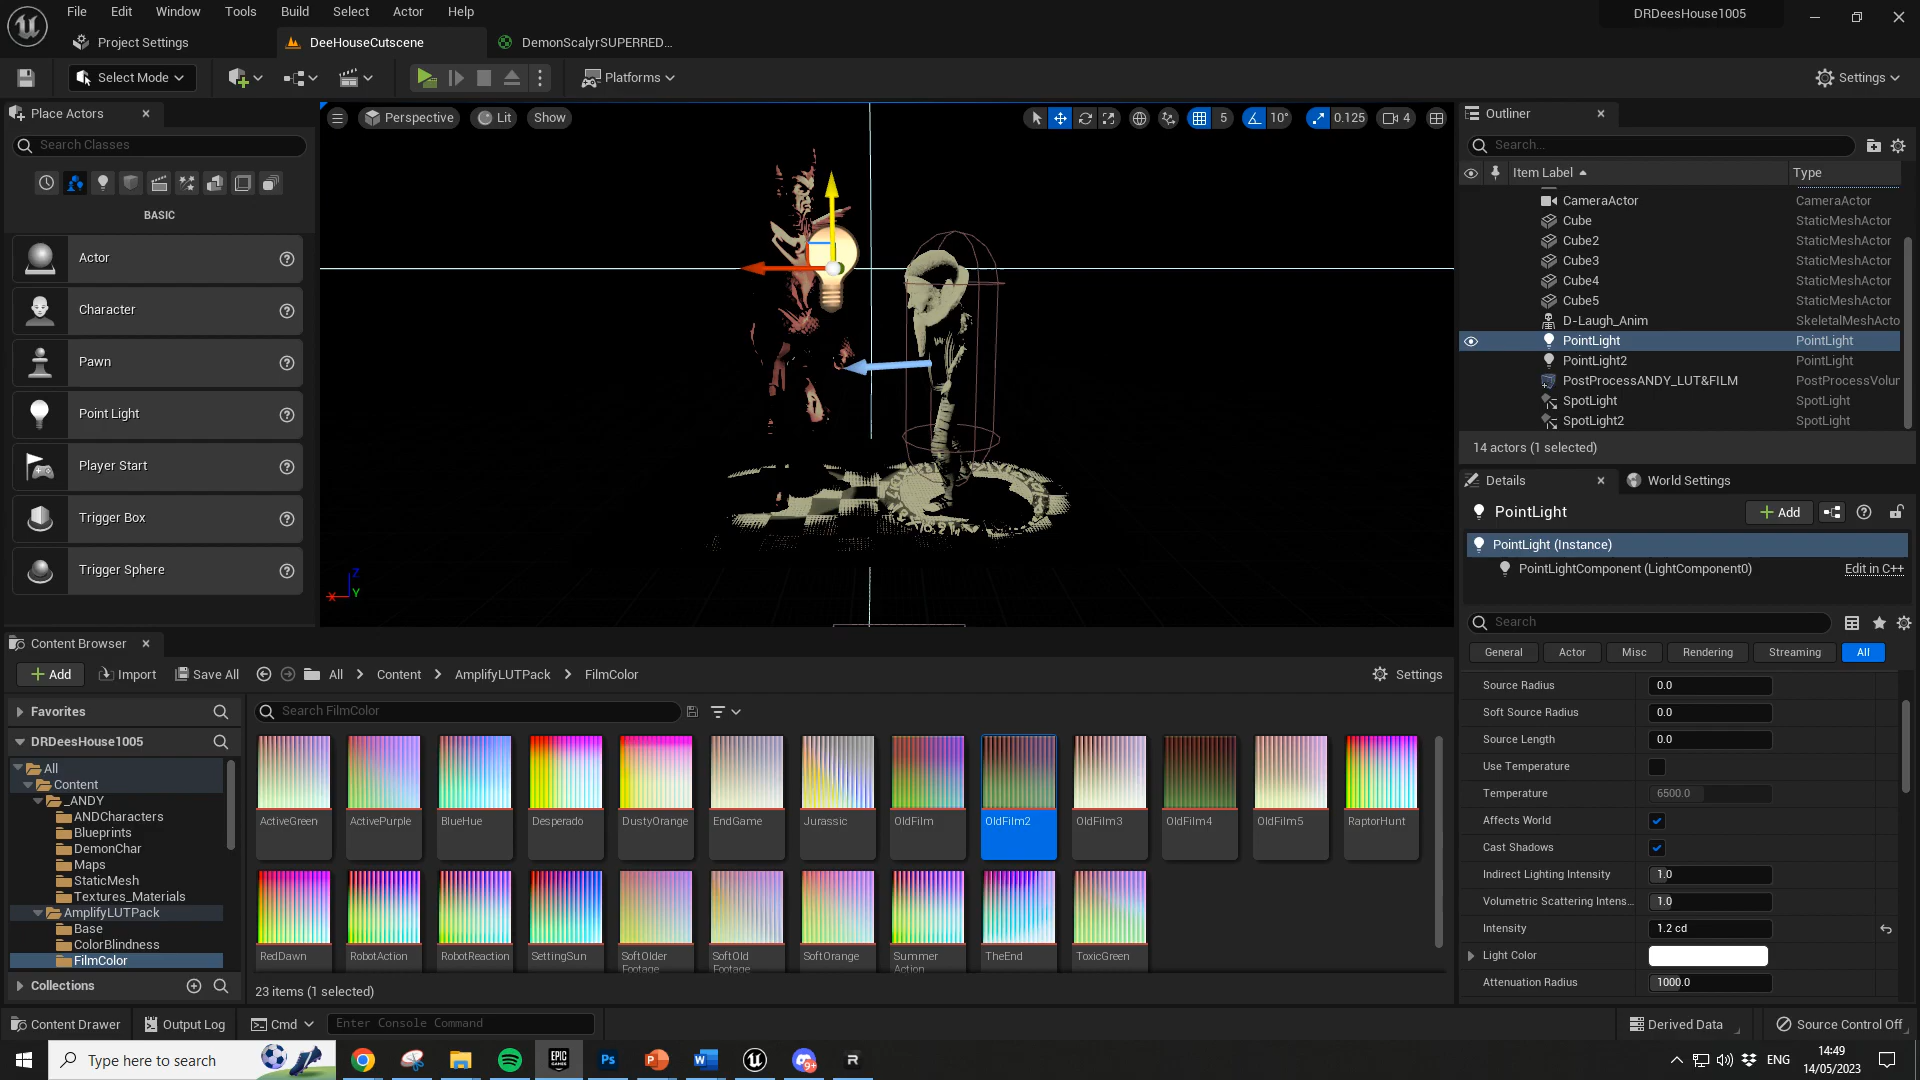 File Edit Window Tools Build Select Actor Help
DRDeesHouse1005
Project Settings
DeeHouseCutscene
DemonScalyrSUPERRED...
Select Mode
Platforms
Settings
Place Actors
Search Classes
BASIC
Actor
Character
Pawn
Point Light
Player Start
Trigger Box
Trigger Sphere
Perspective
Lit
Show
5
10°
0.125
4
Z
X
Y
Outliner
Search...
Item Label
Type
CameraActor CameraActor
Cube StaticMeshActor
Cube2 StaticMeshActor
Cube3 StaticMeshActor
Cube4 StaticMeshActor
Cube5 StaticMeshActor
D-Laugh_Anim SkeletalMeshActo
PointLight PointLight
PointLight2 PointLight
PostProcessANDY_LUT&FILM PostProcessVolur
SpotLight SpotLight
SpotLight2 SpotLight
14 actors (1 selected)
Details
World Settings
PointLight
Add
PointLight (Instance)
PointLightComponent (LightComponent0)
Edit in C++
Search
General Actor Misc Rendering Streaming All
Source Radius 0.0
Soft Source Radius 0.0
Source Length 0.0
Use Temperature
Temperature 6500.0
Affects World
Cast Shadows
Indirect Lighting Intensity 1.0
Volumetric Scattering Intens... 1.0
Intensity 1.2 cd
Light Color
Attenuation Radius 1000.0
Content Browser
Add
Import
Save All
All
Content
AmplifyLUTPack
FilmColor
Settings
Favorites
DRDeesHouse1005
All
Content
_ANDY
ANDCharacters
Blueprints
DemonChar
Maps
StaticMesh
Textures_Materials
AmplifyLUTPack
Base
ColorBlindness
FilmColor
Collections
Search FilmColor
ActiveGreen ActivePurple BlueHue Desperado DustyOrange EndGame Jurassic OldFilm OldFilm2 OldFilm3 OldFilm4 OldFilm5 RaptorHunt
RedDawn RobotAction RobotReaction SettingSun SoftOlder Footage SoftOld Footage SoftOrange Summer Action TheEnd ToxicGreen
23 items (1 selected)
Content Drawer
Output Log
Cmd
Enter Console Command
Derived Data
Source Control Off
Type here to search
EPIC GAMES
Ps
P
W
R
ENG
14:49
14/05/2023